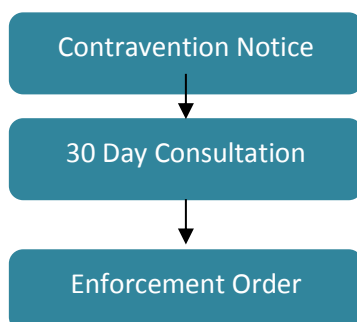 Contravention Notice
30 Day Consultation
Enforcement Order